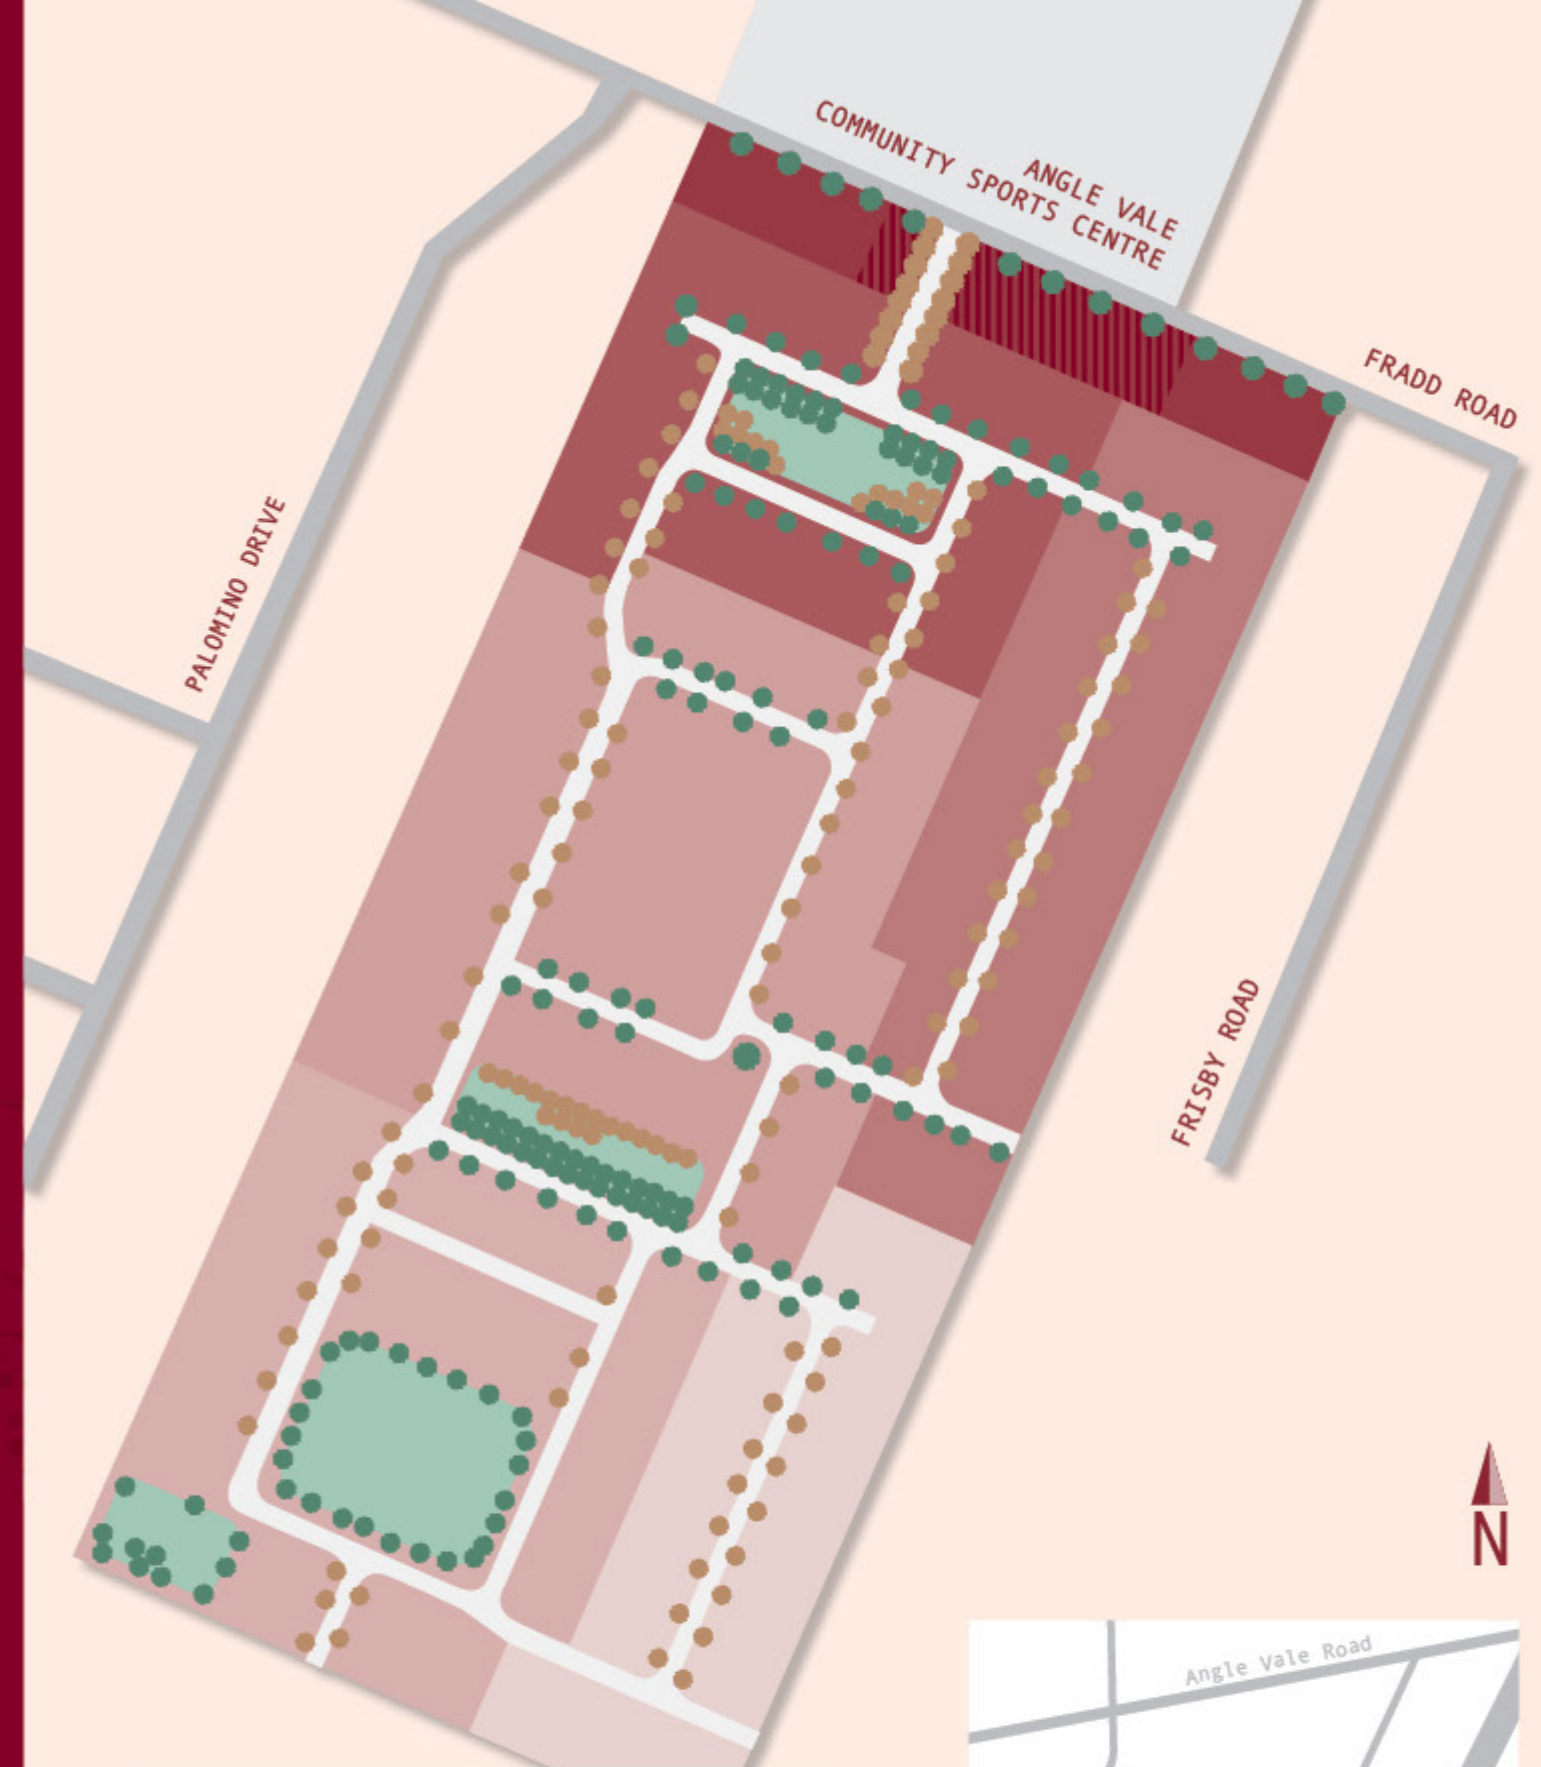 ANGLE VALE
COMMUNITY SPORTS CENTRE
FRADD ROAD
PALOMINO DRIVE
FRISBY ROAD
N
Angle Vale Road